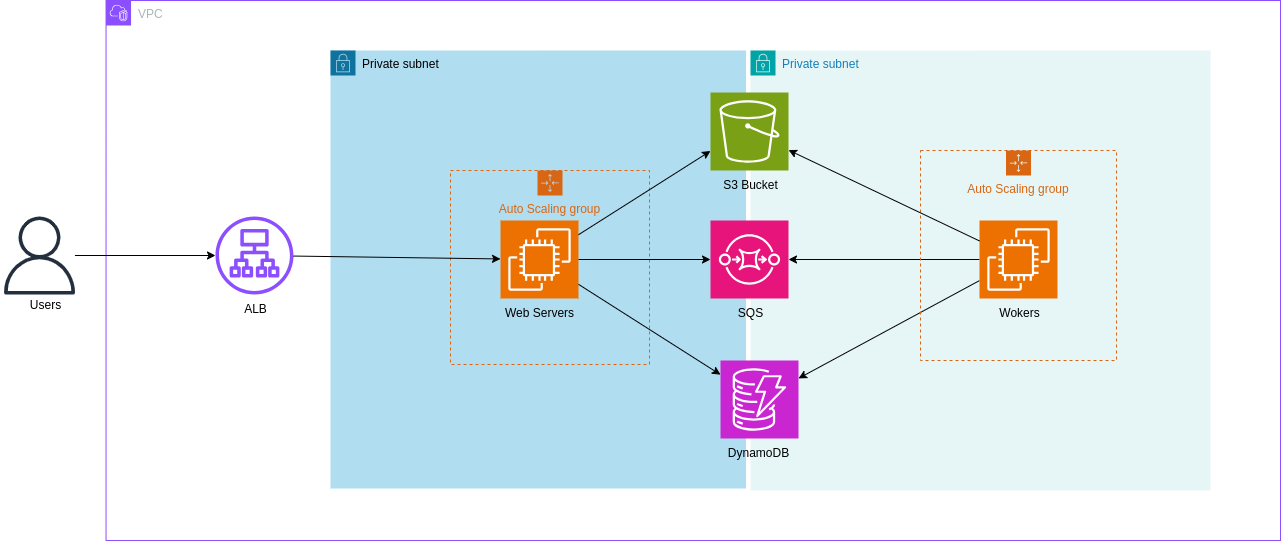 VPC
Private subnet
Private subnet
S3 Bucket
Auto Scaling group
Auto Scaling group
Users
ALB
Web Servers
SQS
Wokers
DynamoDB